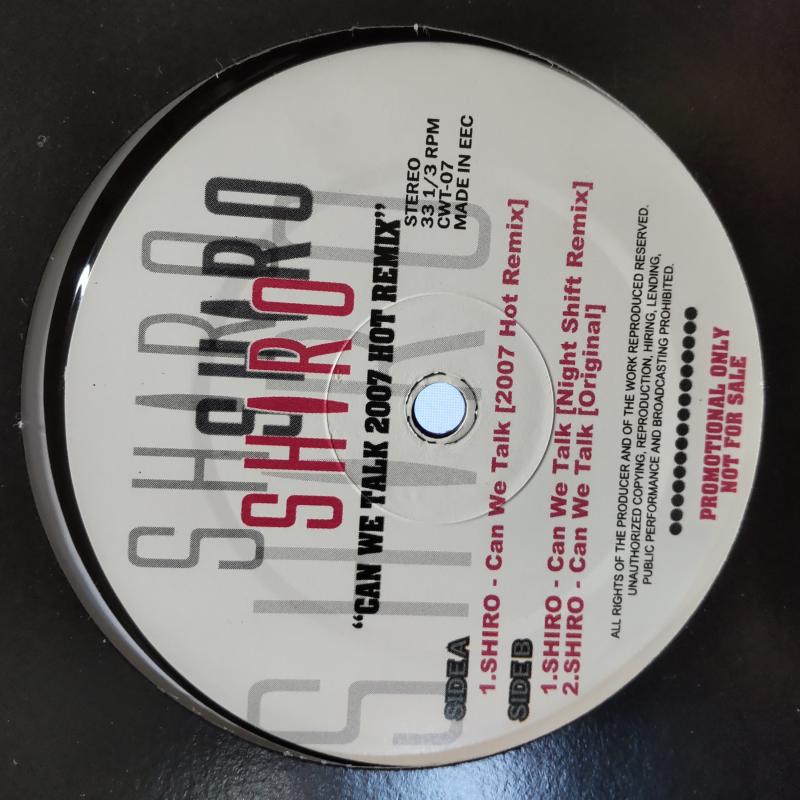 SHIRO
SHIRO
SHIRO
SHIRO
“CAN WE TALK 2007 HOT REMIX”
STEREO
33 1/3 RPM
CWT-07
MADE IN EEC
SIDE A
1.SHIRO - Can We Talk [2007 Hot Remix]
SIDE B
1.SHIRO - Can We Talk [Night Shift Remix]
2.SHIRO - Can We Talk [Original]
ALL RIGHTS OF THE PRODUCER AND OF THE WORK REPRODUCED RESERVED.
UNAUTHORIZED COPYING, REPRODUCTION, HIRING, LENDING,
PUBLIC PERFORMANCE AND BROADCASTING PROHIBITED.
PROMOTIONAL ONLY
NOT FOR SALE